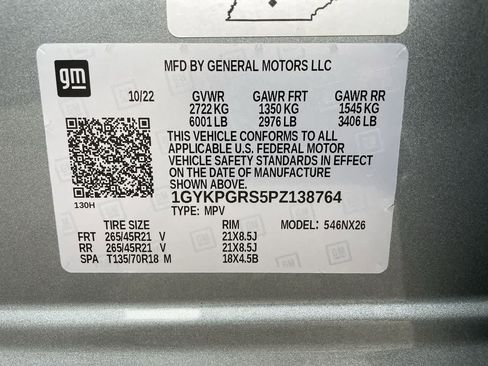 gm
MFD BY GENERAL MOTORS LLC
10/22 GVWR GAWR FRT GAWR RR
2722 KG 1350 KG 1545 KG
6001 LB 2976 LB 3406 LB
THIS VEHICLE CONFORMS TO ALL
APPLICABLE U.S. FEDERAL MOTOR
VEHICLE SAFETY STANDARDS IN EFFECT
ON THE DATE OF MANUFACTURE
SHOWN ABOVE.
130H 1GYKPGRS5PZ138764
TYPE: MPV
TIRE SIZE RIM MODEL: 546NX26
FRT 265/45R21 V 21X8.5J
RR 265/45R21 V 21X8.5J
SPA T135/70R18 M 18X4.5B